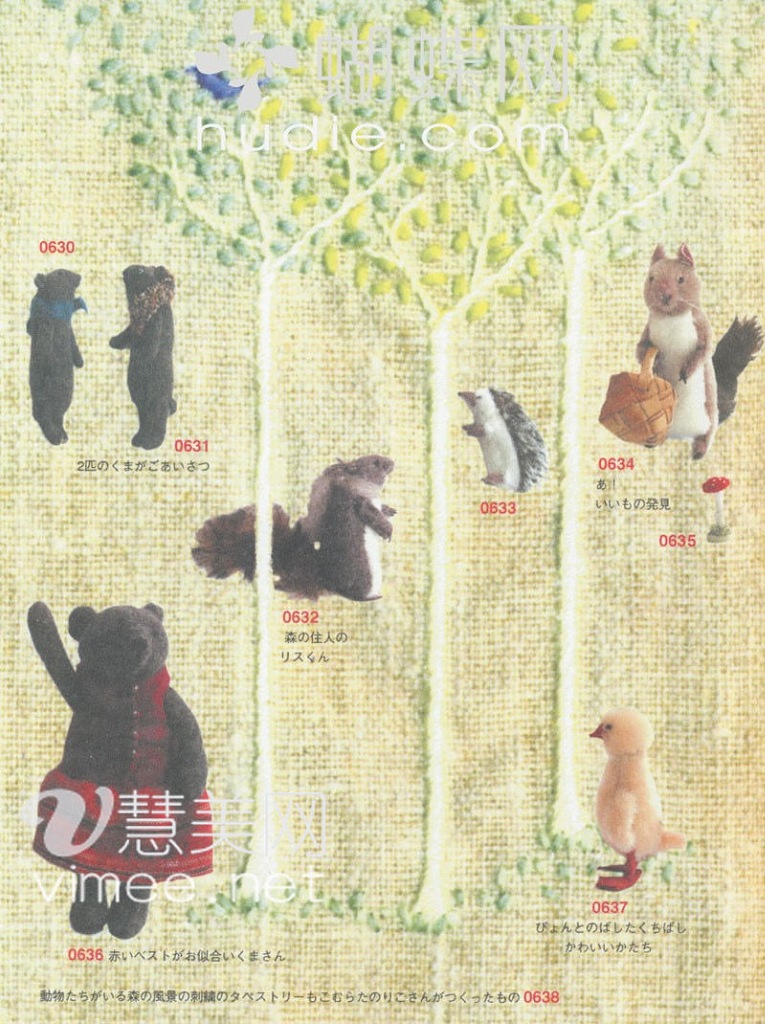 蝴蝶网
hudie.com
0630
0631
2匹のくまがごあいさつ
0634
あ!
いいもの発見
0633
0635
0632
森の住人の
リスくん
慧美网
vimee.net
0637
ぴょんとのばしたくちばし
かわいいかたち
0636 赤いベストがお似合いくまさん
動物たちがいる森の風景の刺繍のタペストリーもこむらたのりこさんがつくったもの 0638